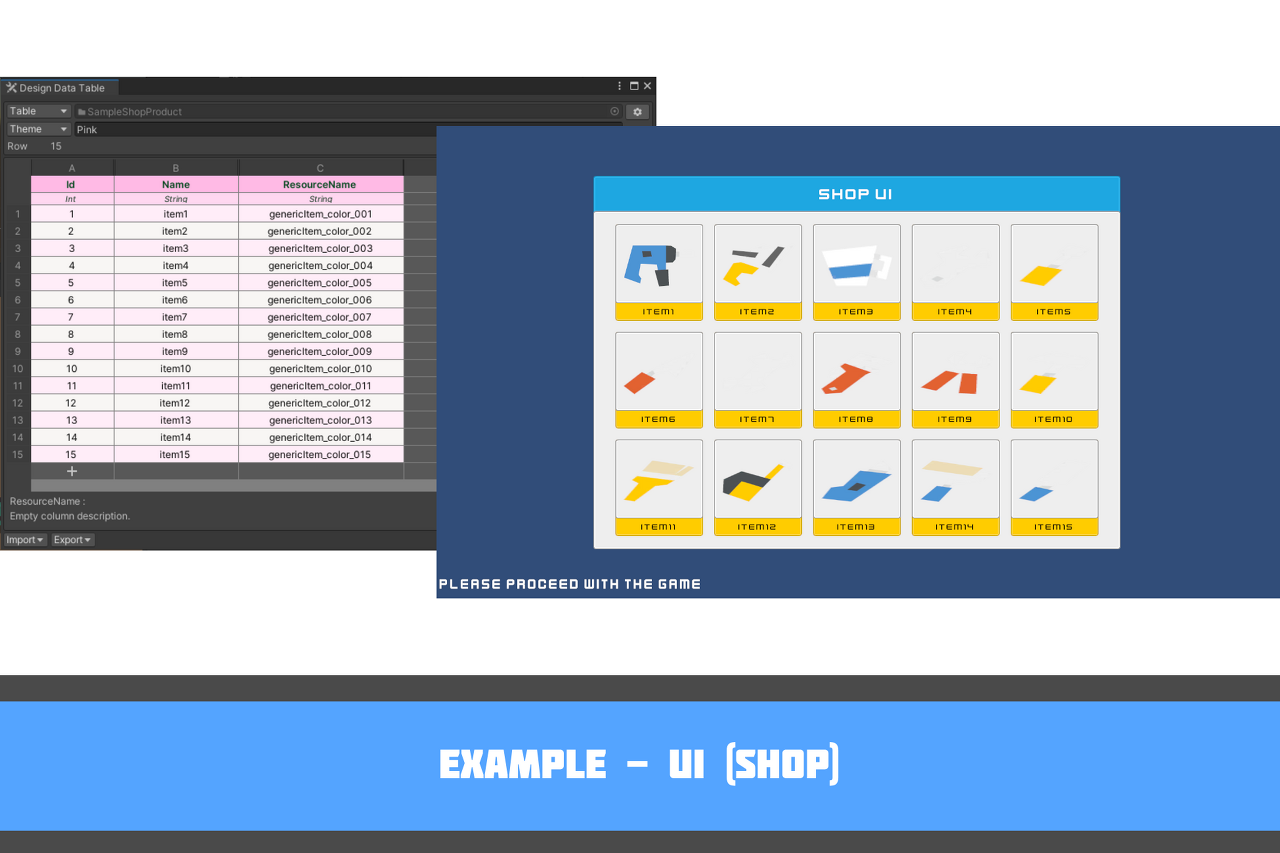 Design Data Table
Table SampleShopProduct
Theme Pink
Row 15
A B C
Id Name ResourceName
Int String String
1 1 item1 genericItem_color_001
2 2 item2 genericItem_color_002
3 3 item3 genericItem_color_003
4 4 item4 genericItem_color_004
5 5 item5 genericItem_color_005
6 6 item6 genericItem_color_006
7 7 item7 genericItem_color_007
8 8 item8 genericItem_color_008
9 9 item9 genericItem_color_009
10 10 item10 genericItem_color_010
11 11 item11 genericItem_color_011
12 12 item12 genericItem_color_012
13 13 item13 genericItem_color_013
14 14 item14 genericItem_color_014
15 15 item15 genericItem_color_015
+
ResourceName :
Empty column description.
Import Export
SHOP UI
ITEM1 ITEM2 ITEM3 ITEM4 ITEM5
ITEM6 ITEM7 ITEM8 ITEM9 ITEM10
ITEM11 ITEM12 ITEM13 ITEM14 ITEM15
PLEASE PROCEED WITH THE GAME
EXAMPLE - UI (SHOP)